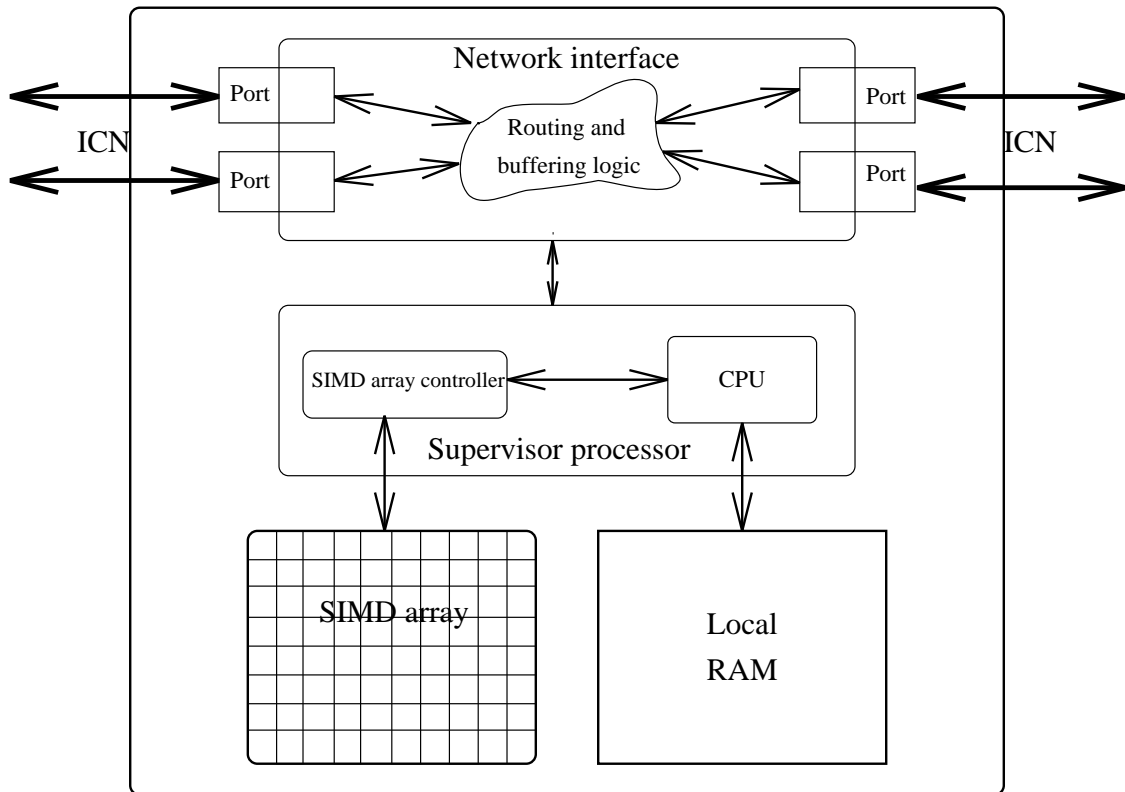 Network interface
Port
Port
ICN
ICN
Routing and
buffering logic
Port
Port
SIMD array controller
CPU
Supervisor processor
SIMD array
Local
RAM